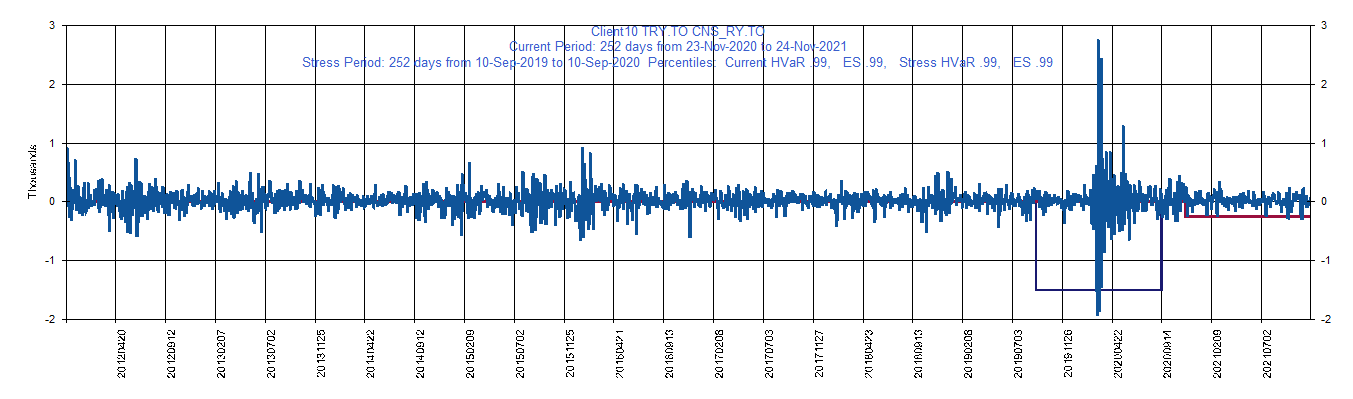 Client10 TRY.TO CNS_RY.TO
Current Period: 252 days from 23-Nov-2020 to 24-Nov-2021
Stress Period: 252 days from 10-Sep-2019 to 10-Sep-2020 Percentiles: Current HVaR .99, ES .99, Stress HVaR .99, ES .99
Thousands
3 3
2 2
1 1
0 0
-1 -1
-2 -2
20120420 20120912 20130207 20130702 20131125 20140422 20140912 20150209 20150702 20151125 20160421 20160913 20170208 20170703 20171127 20180423 20180913 20190208 20190703 20191126 20200422 20200914 20210209 20210702